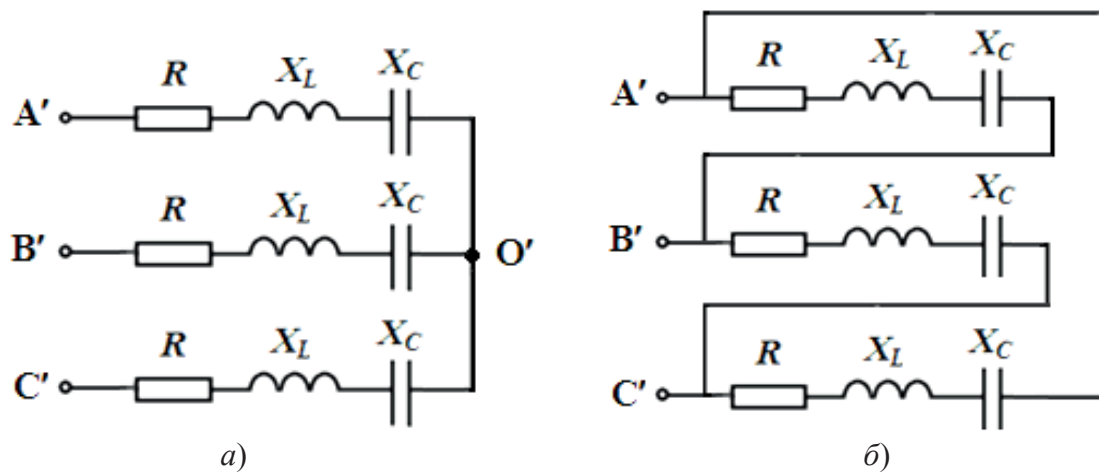 R X_L X_C
A′
R X_L X_C
B′ O′
R X_L X_C
C′
а)
R X_L X_C
A′
R X_L X_C
B′
R X_L X_C
C′
б)